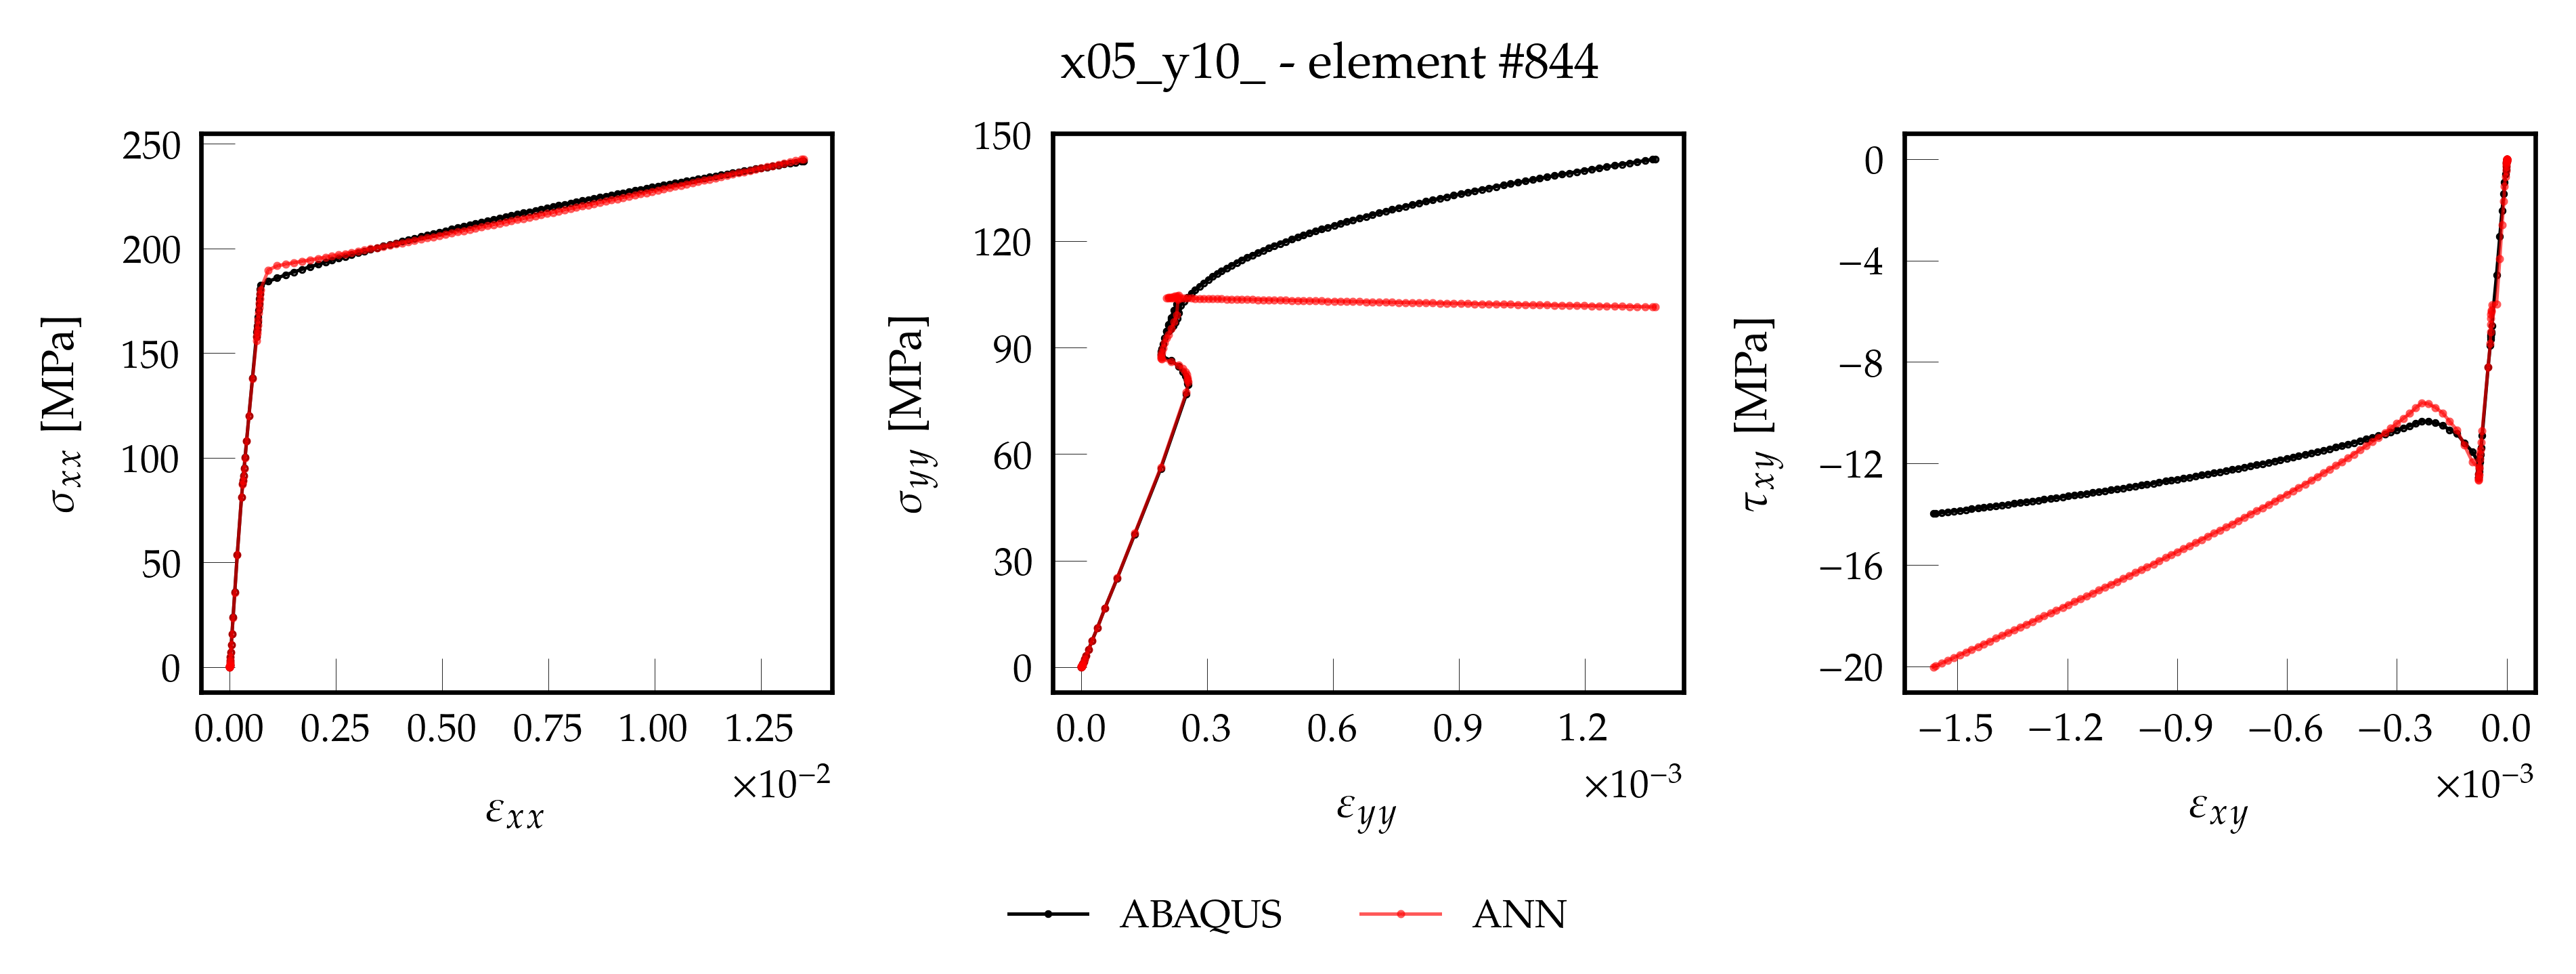 x05_y10_ - element #844
250
200
150
100
50
0
σxx [MPa]
0.00 0.25 0.50 0.75 1.00 1.25
×10−2
εxx
150
120
90
60
30
0
σyy [MPa]
0.0 0.3 0.6 0.9 1.2
×10−3
εyy
0
−4
−8
−12
−16
−20
τxy [MPa]
−1.5 −1.2 −0.9 −0.6 −0.3 0.0
×10−3
εxy
ABAQUS ANN